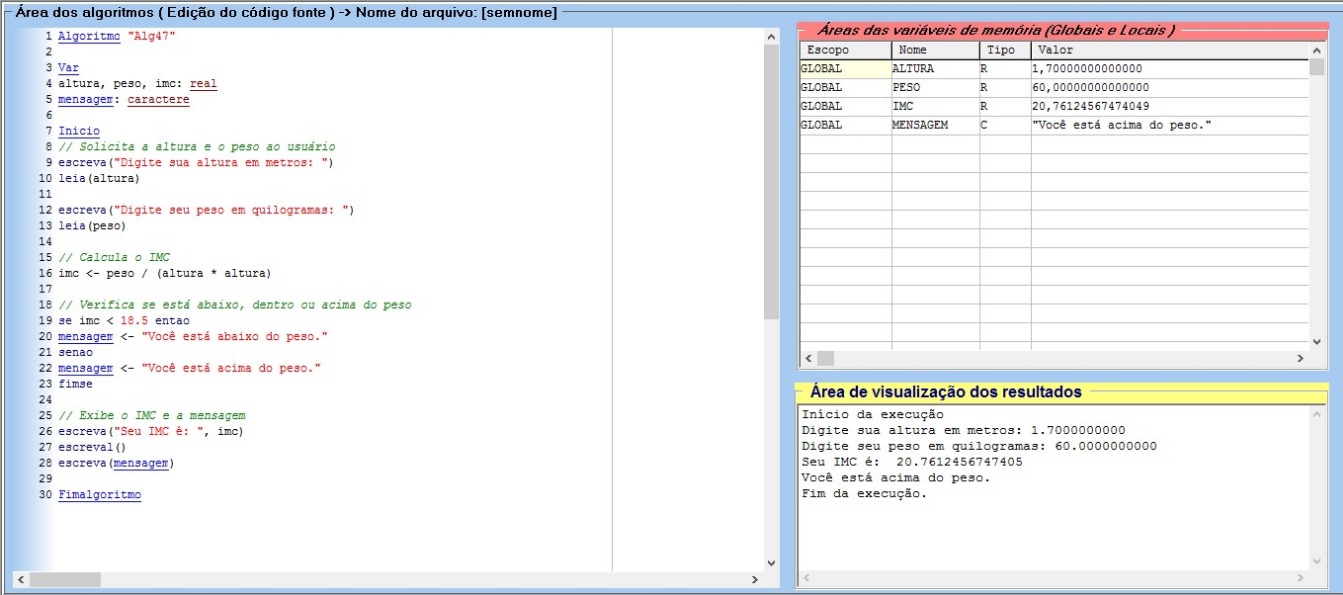 Área dos algoritmos ( Edição do código fonte ) -> Nome do arquivo: [semnome]
1 Algoritmo "Alg47"
2
3 Var
4 altura, peso, imc: real
5 mensagem: caractere
6
7 Inicio
8 // Solicita a altura e o peso ao usuário
9 escreva("Digite sua altura em metros: ")
10 leia(altura)
11
12 escreva("Digite seu peso em quilogramas: ")
13 leia(peso)
14
15 // Calcula o IMC
16 imc <- peso / (altura * altura)
17
18 // Verifica se está abaixo, dentro ou acima do peso
19 se imc < 18.5 entao
20 mensagem <- "Você está abaixo do peso."
21 senao
22 mensagem <- "Você está acima do peso."
23 fimse
24
25 // Exibe o IMC e a mensagem
26 escreva("Seu IMC é: ", imc)
27 escreval()
28 escreva(mensagem)
29
30 Fimalgoritmo
Áreas das variáveis de memória (Globais e Locais )
Escopo Nome Tipo Valor
GLOBAL ALTURA R 1,70000000000000
GLOBAL PESO R 60,00000000000000
GLOBAL IMC R 20,76124567474049
GLOBAL MENSAGEM C "Você está acima do peso."
Área de visualização dos resultados
Início da execução
Digite sua altura em metros: 1.7000000000
Digite seu peso em quilogramas: 60.0000000000
Seu IMC é:  20.7612456747405
Você está acima do peso.
Fim da execução.